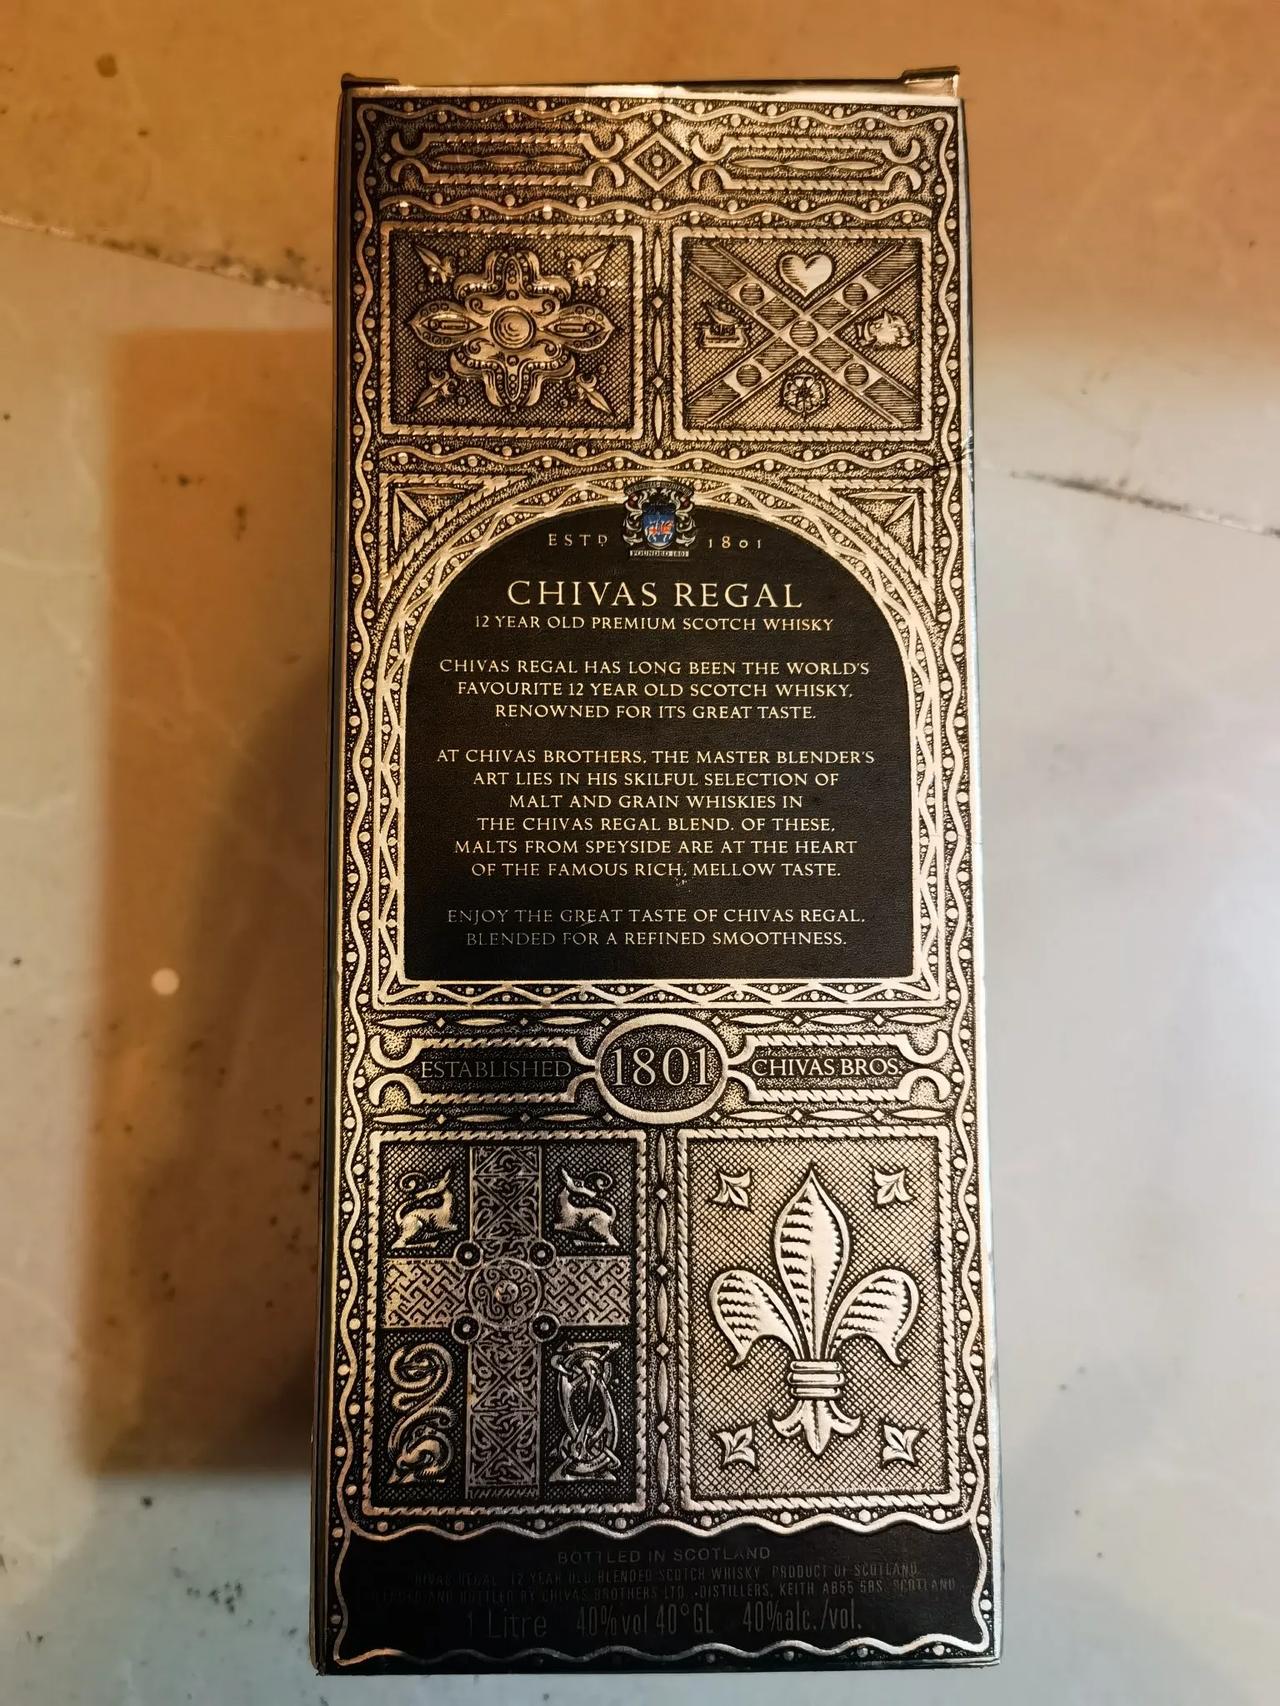 ESTD 1801
FOUNDED 1801
CHIVAS REGAL
12 YEAR OLD PREMIUM SCOTCH WHISKY
CHIVAS REGAL HAS LONG BEEN THE WORLD'S
FAVOURITE 12 YEAR OLD SCOTCH WHISKY,
RENOWNED FOR ITS GREAT TASTE.
AT CHIVAS BROTHERS, THE MASTER BLENDER'S
ART LIES IN HIS SKILFUL SELECTION OF
MALT AND GRAIN WHISKIES IN
THE CHIVAS REGAL BLEND. OF THESE,
MALTS FROM SPEYSIDE ARE AT THE HEART
OF THE FAMOUS RICH, MELLOW TASTE.
ENJOY THE GREAT TASTE OF CHIVAS REGAL,
BLENDED FOR A REFINED SMOOTHNESS.
ESTABLISHED 1801 CHIVAS BROS.
BOTTLED IN SCOTLAND
REGAL 12 YEAR OLD BLENDED SCOTCH WHISKY PRODUCT OF SCOTLAND
AND BOTTLED BY CHIVAS BROTHERS LTD. DISTILLERS, KEITH AB55 5BS, SCOTLAND
1 Litre 40%vol 40°GL 40%alc./vol.